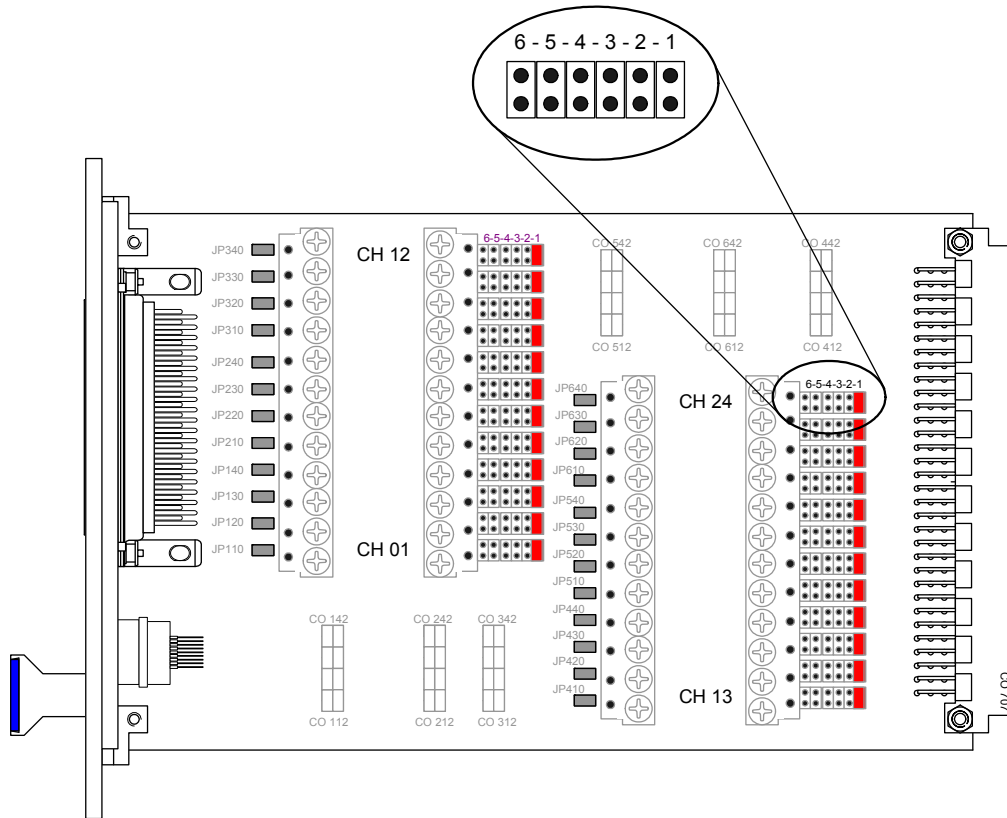 6 - 5 - 4 - 3 - 2 - 1
6-5-4-3-2-1
CO 542
CO 642
CO 442
JP340
CH 12
JP330
JP320
JP310
CO 512
CO 612
CO 412
JP240
JP230
JP220
JP210
JP140
JP130
JP120
JP110
CH 01
6-5-4-3-2-1
JP640
CH 24
JP630
JP620
JP610
JP540
JP530
JP520
JP510
JP440
JP430
JP420
JP410
CH 13
CO 142
CO 242
CO 342
CO 112
CO 212
CO 312
CO 707